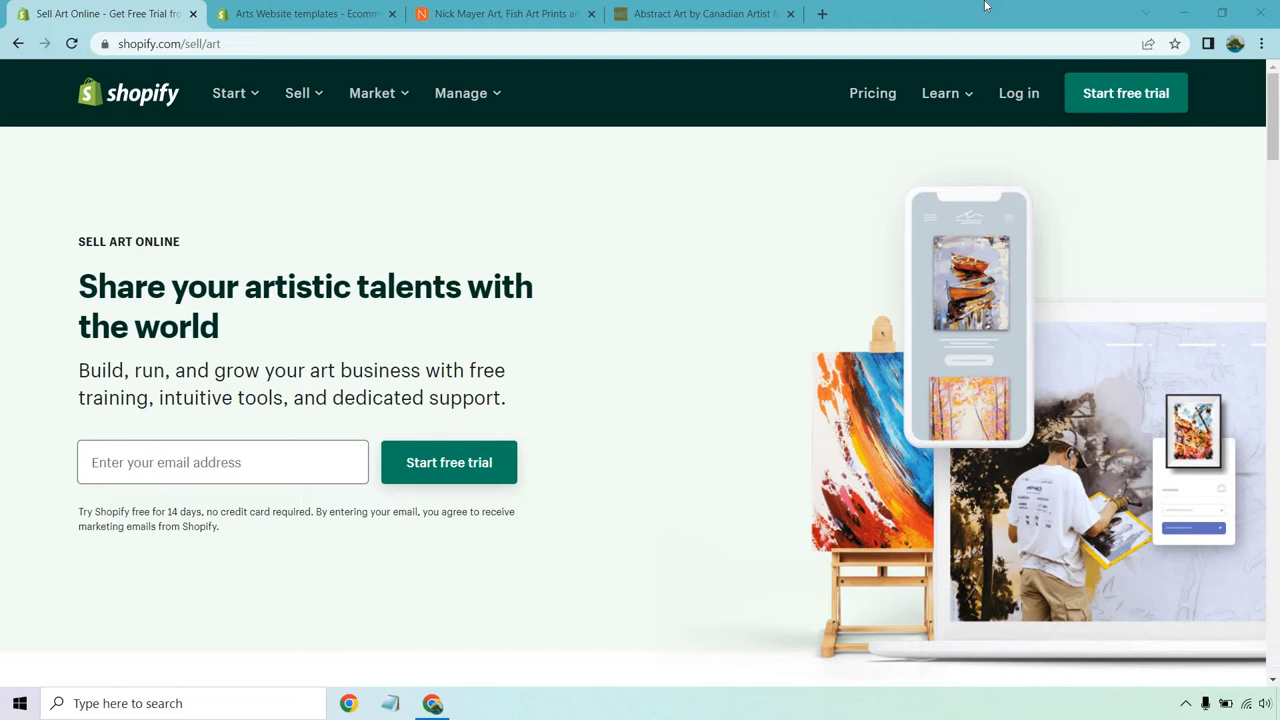 Sell Art Online - Get Free Trial from
Arts Website templates - Ecomm
Nick Mayer Art, Fish Art Prints an
Abstract Art by Canadian Artist M
shopify.com/sell/art
shopify
Start
Sell
Market
Manage
Pricing
Learn
Log in
Start free trial
SELL ART ONLINE
Share your artistic talents with
the world
Build, run, and grow your art business with free
training, intuitive tools, and dedicated support.
Enter your email address
Start free trial
Try Shopify free for 14 days, no credit card required. By entering your email, you agree to receive
marketing emails from Shopify.
Type here to search